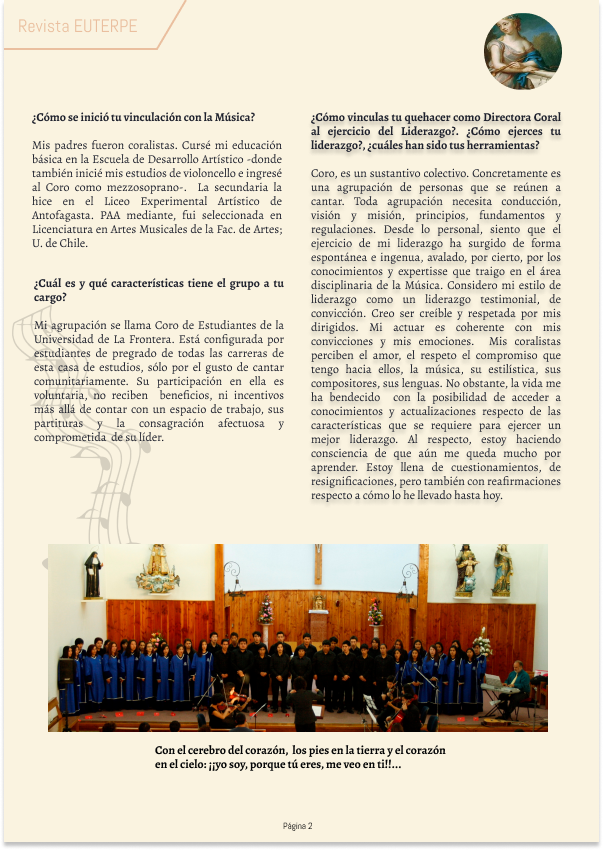 Revista EUTERPE
¿Cómo se inició tu vinculación con la Música?
Mis padres fueron coralistas. Cursé mi educación
básica en la Escuela de Desarrollo Artístico -donde
también inicié mis estudios de violoncello e ingresé
al Coro como mezzosoprano-. La secundaria la
hice en el Liceo Experimental Artístico de
Antofagasta. PAA mediante, fui seleccionada en
Licenciatura en Artes Musicales de la Fac. de Artes;
U. de Chile.
¿Cuál es y qué características tiene el grupo a tu
cargo?
Mi agrupación se llama Coro de Estudiantes de la
Universidad de La Frontera. Está configurada por
estudiantes de pregrado de todas las carreras de
esta casa de estudios, sólo por el gusto de cantar
comunitariamente. Su participación en ella es
voluntaria, no reciben beneficios, ni incentivos
más allá de contar con un espacio de trabajo, sus
partituras y la consagración afectuosa y
comprometida de su líder.
¿Cómo vinculas tu quehacer como Directora Coral
al ejercicio del Liderazgo?. ¿Cómo ejerces tu
liderazgo?, ¿cuáles han sido tus herramientas?
Coro, es un sustantivo colectivo. Concretamente es
una agrupación de personas que se reúnen a
cantar. Toda agrupación necesita conducción,
visión y misión, principios, fundamentos y
regulaciones. Desde lo personal, siento que el
ejercicio de mi liderazgo ha surgido de forma
espontánea e ingenua, avalado, por cierto, por los
conocimientos y expertisse que traigo en el área
disciplinaria de la Música. Considero mi estilo de
liderazgo como un liderazgo testimonial, de
convicción. Creo ser creíble y respetada por mis
dirigidos. Mi actuar es coherente con mis
convicciones y mis emociones. Mis coralistas
perciben el amor, el respeto el compromiso que
tengo hacia ellos, la música, su estilística, sus
compositores, sus lenguas. No obstante, la vida me
ha bendecido con la posibilidad de acceder a
conocimientos y actualizaciones respecto de las
características que se requiere para ejercer un
mejor liderazgo. Al respecto, estoy haciendo
consciencia de que aún me queda mucho por
aprender. Estoy llena de cuestionamientos, de
resignificaciones, pero también con reafirmaciones
respecto a cómo lo he llevado hasta hoy.
Con el cerebro del corazón, los pies en la tierra y el corazón
en el cielo: ¡¡yo soy, porque tú eres, me veo en ti!!...
Página 2